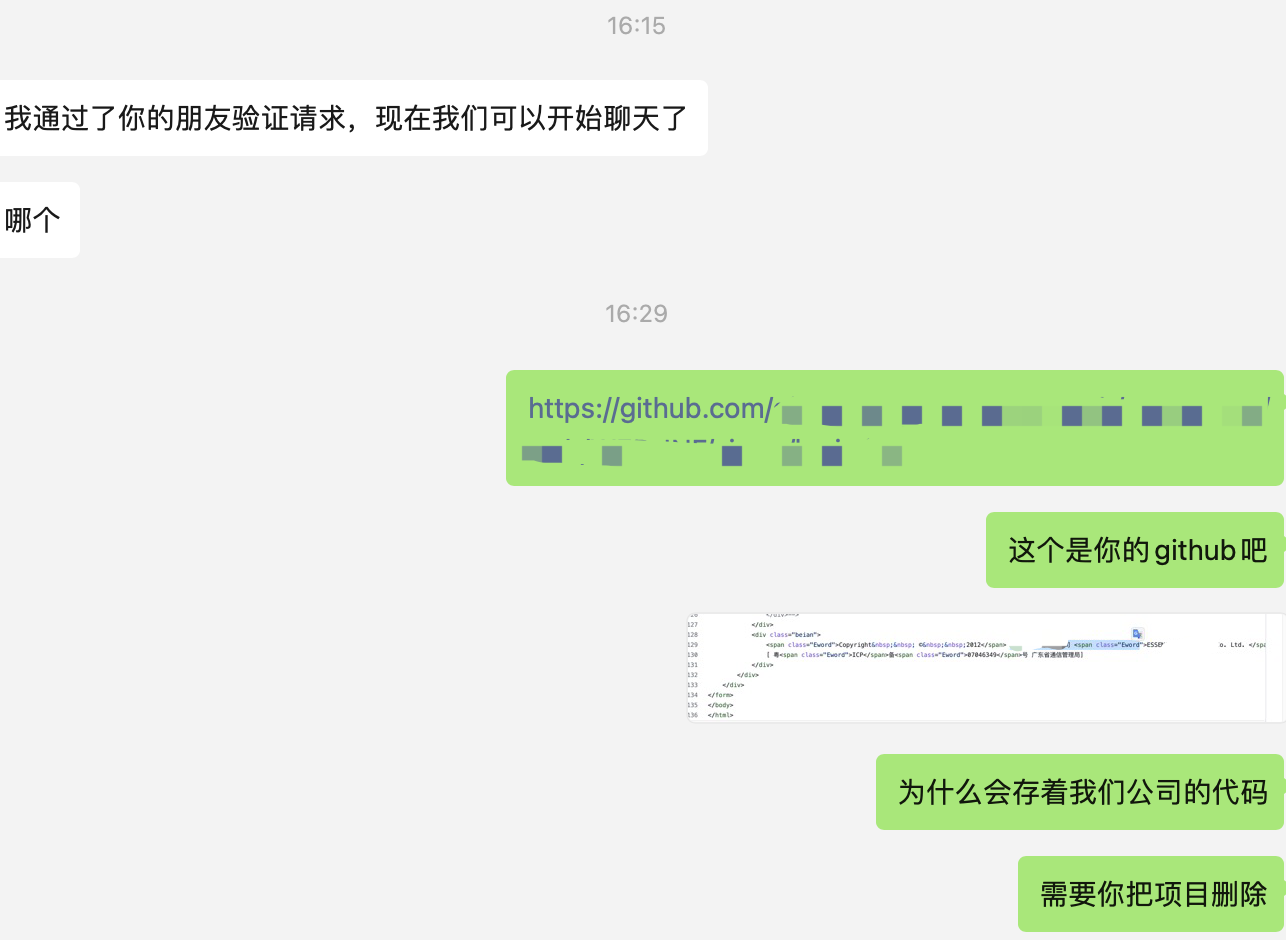 16:15
我通过了你的朋友验证请求，现在我们可以开始聊天了
哪个
16:29
https://github.com/
这个是你的github吧
127 </div>
128 <div class="beian">
129 <span class="Eword">Copyright&nbsp;&nbsp; ©&nbsp;&nbsp;2012</span> <span class="Eword">ESSEM o. Ltd. </spa
130 [ 粤<span class="Eword">ICP</span>备<span class="Eword">07046349</span>号 广东省通信管理局]
131 </div>
132 </div>
133 </div>
134 </form>
135 </body>
136 </html>
为什么会存着我们公司的代码
需要你把项目删除